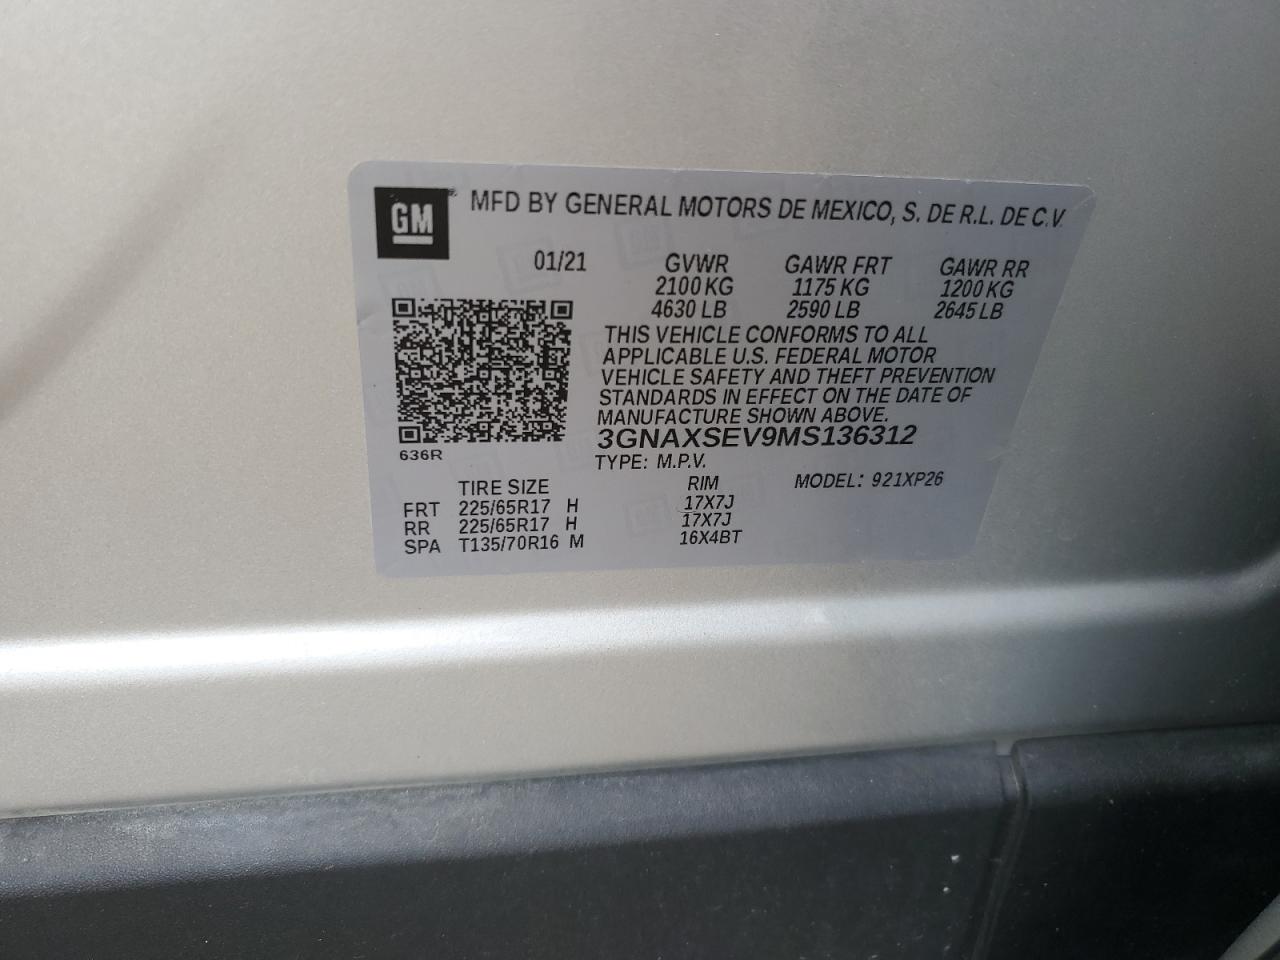 GM
MFD BY GENERAL MOTORS DE MEXICO, S. DE R.L. DE C.V.
01/21 GVWR GAWR FRT GAWR RR
2100 KG 1175 KG 1200 KG
4630 LB 2590 LB 2645 LB
THIS VEHICLE CONFORMS TO ALL
APPLICABLE U.S. FEDERAL MOTOR
VEHICLE SAFETY AND THEFT PREVENTION
STANDARDS IN EFFECT ON THE DATE OF
MANUFACTURE SHOWN ABOVE.
3GNAXSEV9MS136312
636R
TYPE: M.P.V.
TIRE SIZE RIM MODEL: 921XP26
FRT 225/65R17 H 17X7J
RR 225/65R17 H 17X7J
SPA T135/70R16 M 16X4BT